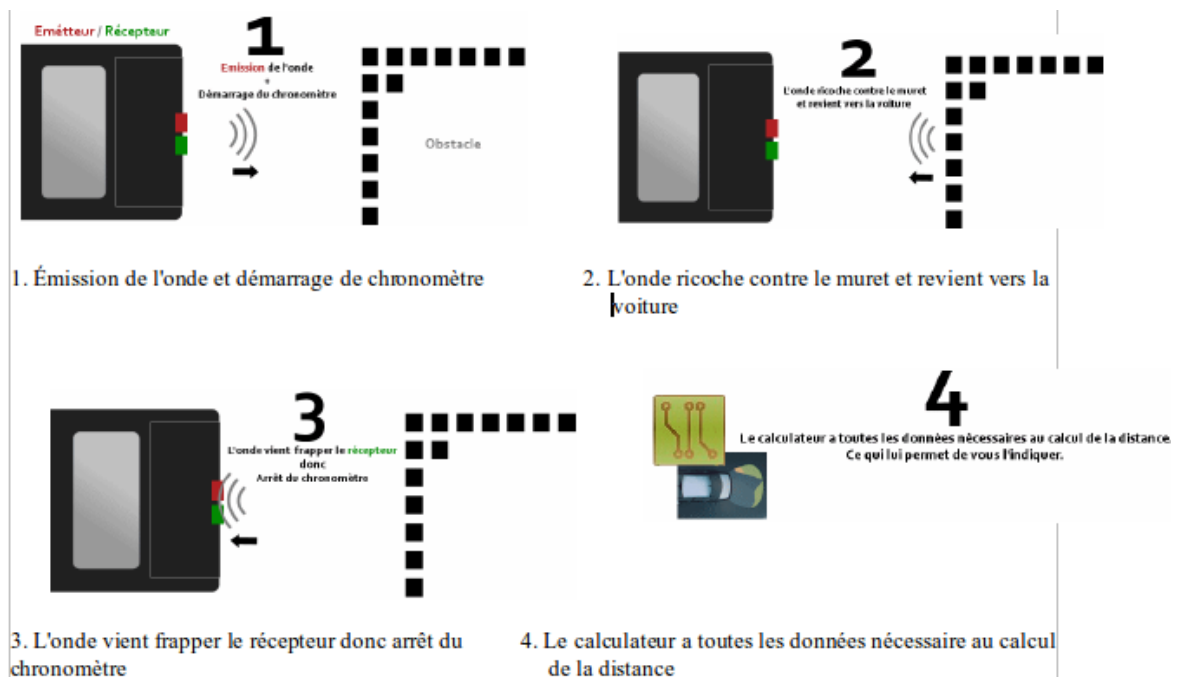 Emétteur / Récepteur
1
Emission de l'onde
+
Démarrage du chronomètre
Obstacle
2
L'onde ricoche contre le muret
et revient vers la voiture
1. Émission de l'onde et démarrage de chronomètre
2. L'onde ricoche contre le muret et revient vers la
voiture
3
L'onde vient frapper le récepteur
donc
Arrêt du chronomètre
4
Le calculateur a toutes les données nécessaires au calcul de la distance.
Ce qui lui permet de vous l'indiquer.
3. L'onde vient frapper le récepteur donc arrêt du
chronomètre
4. Le calculateur a toutes les données nécessaire au calcul
de la distance